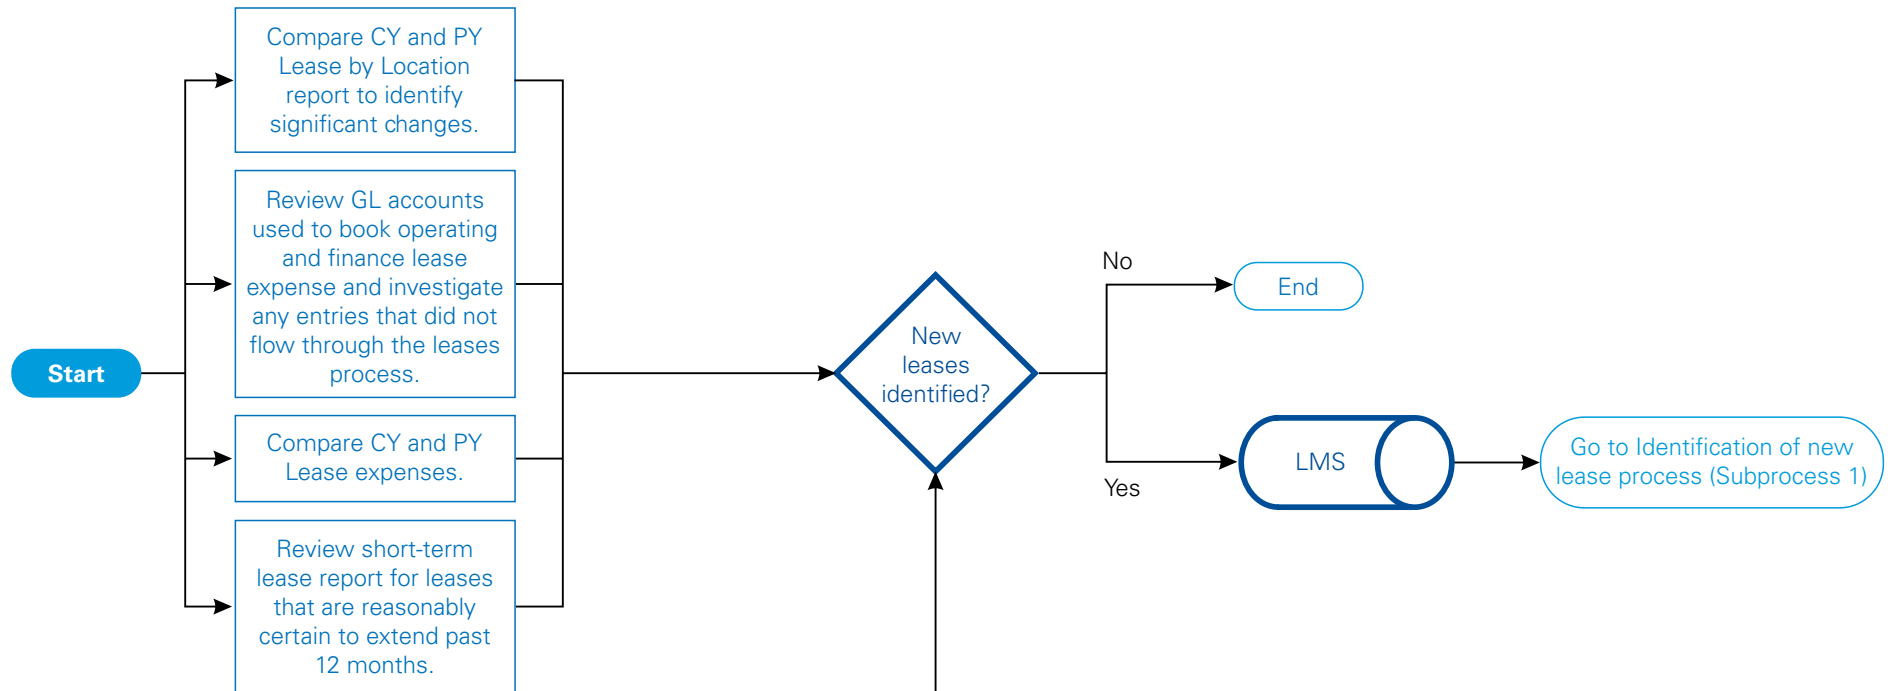 Compare CY and PY
Lease by Location
report to identify
significant changes.
Review GL accounts
used to book operating
and finance lease
expense and investigate
any entries that did not
flow through the leases
process.
Start
Compare CY and PY
Lease expenses.
Review short-term
lease report for leases
that are reasonably
certain to extend past
12 months.
New
leases
identified?
No
End
Yes
LMS
Go to Identification of new
lease process (Subprocess 1)